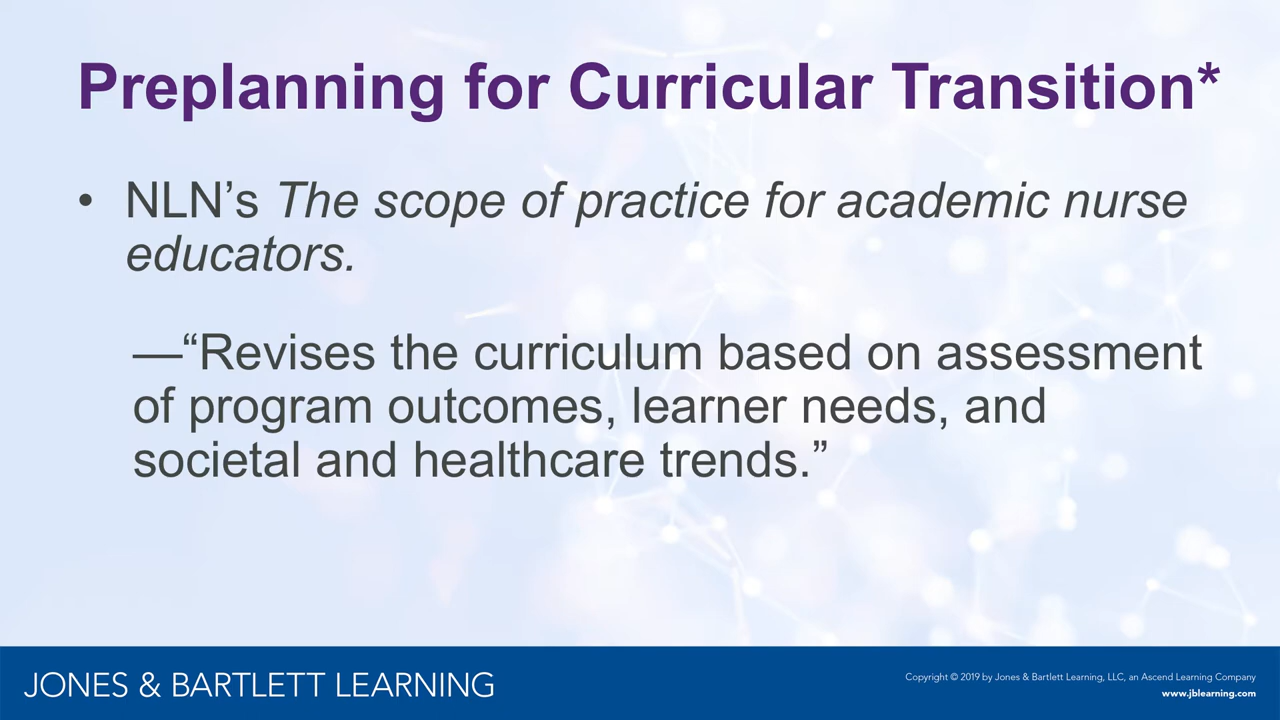 Preplanning for Curricular Transition*
• NLN’s The scope of practice for academic nurse
educators.
—“Revises the curriculum based on assessment
of program outcomes, learner needs, and
societal and healthcare trends.”
JONES & BARTLETT LEARNING
Copyright © 2019 by Jones & Bartlett Learning, LLC, an Ascend Learning Company
www.jblearning.com